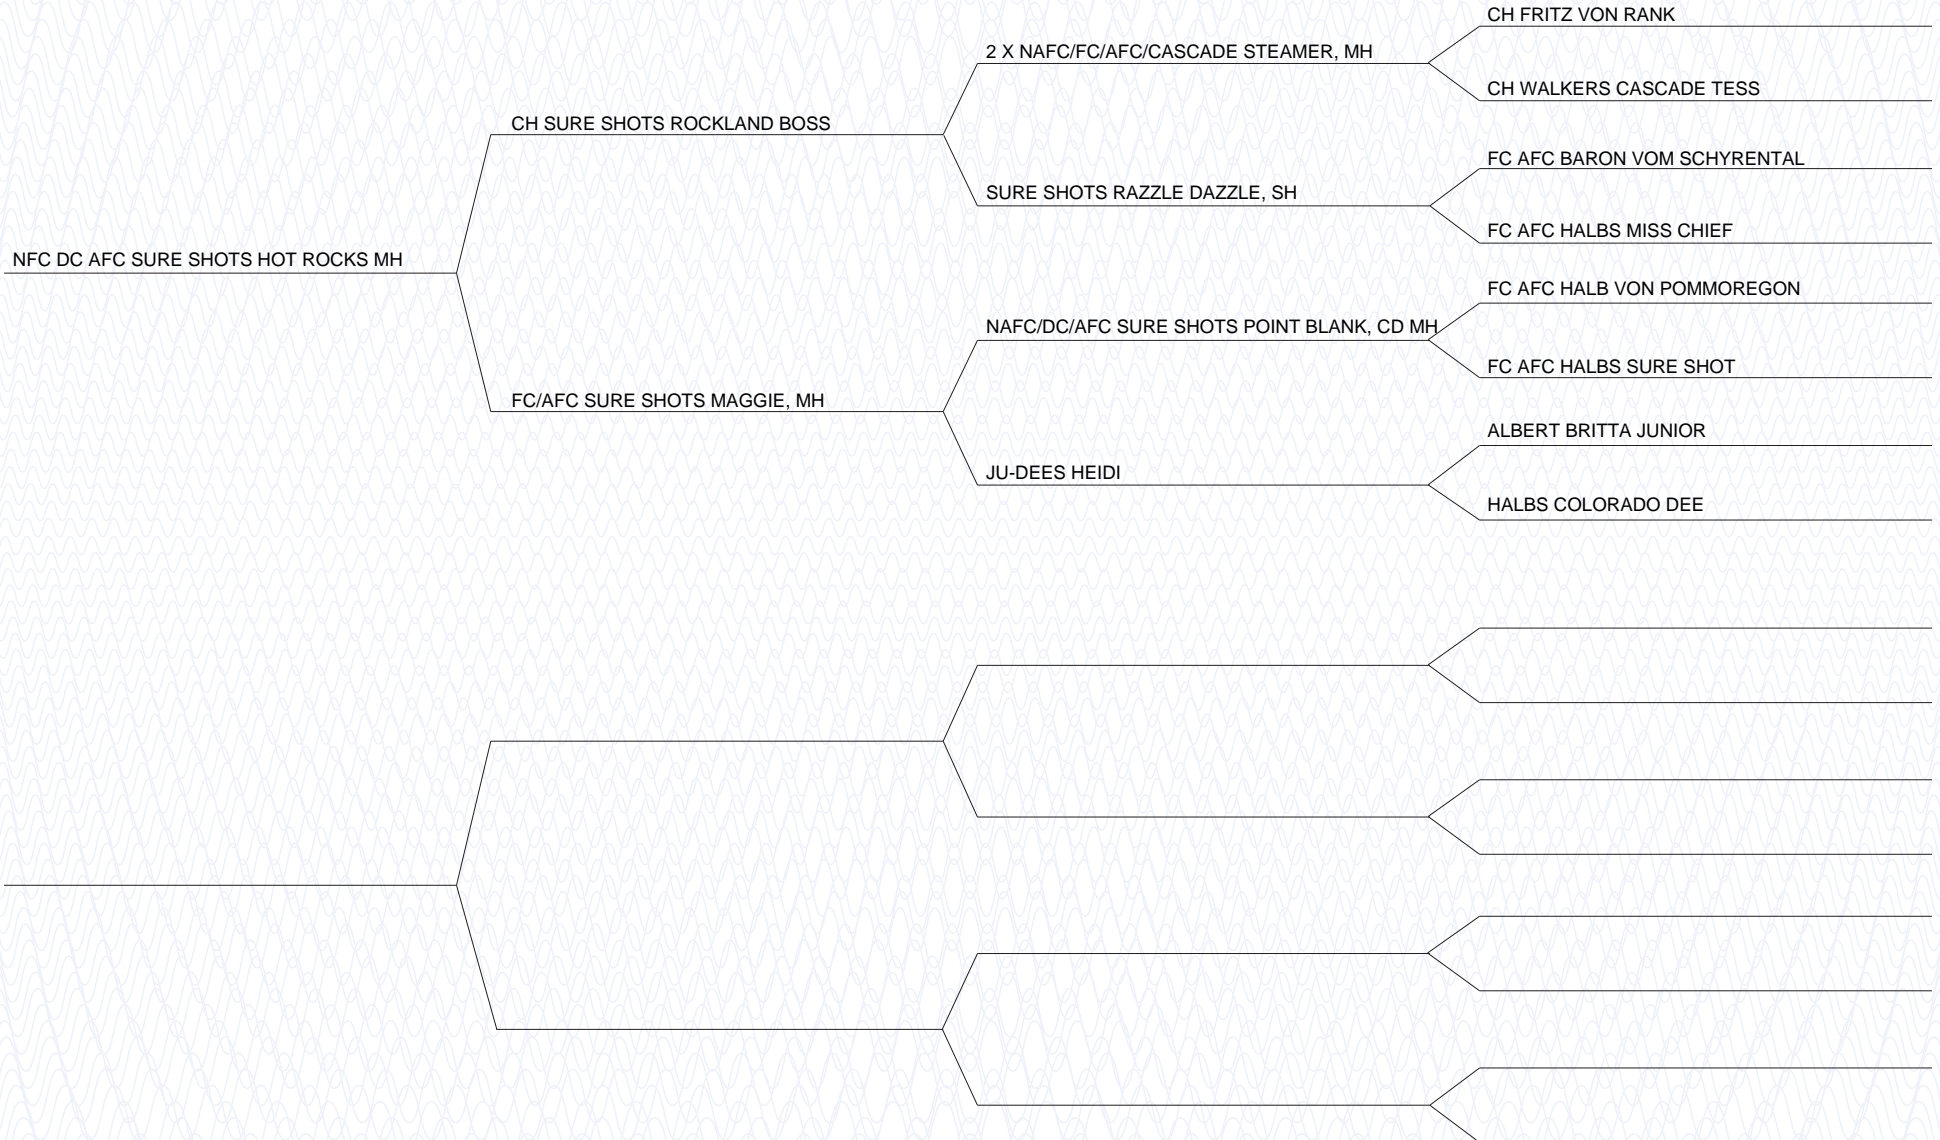 CH FRITZ VON RANK
2 X NAFC/FC/AFC/CASCADE STEAMER, MH
CH WALKERS CASCADE TESS
CH SURE SHOTS ROCKLAND BOSS
FC AFC BARON VOM SCHYRENTAL
SURE SHOTS RAZZLE DAZZLE, SH
FC AFC HALBS MISS CHIEF
NFC DC AFC SURE SHOTS HOT ROCKS MH
FC AFC HALB VON POMMOREGON
NAFC/DC/AFC SURE SHOTS POINT BLANK, CD MH
FC AFC HALBS SURE SHOT
FC/AFC SURE SHOTS MAGGIE, MH
ALBERT BRITTA JUNIOR
JU-DEES HEIDI
HALBS COLORADO DEE